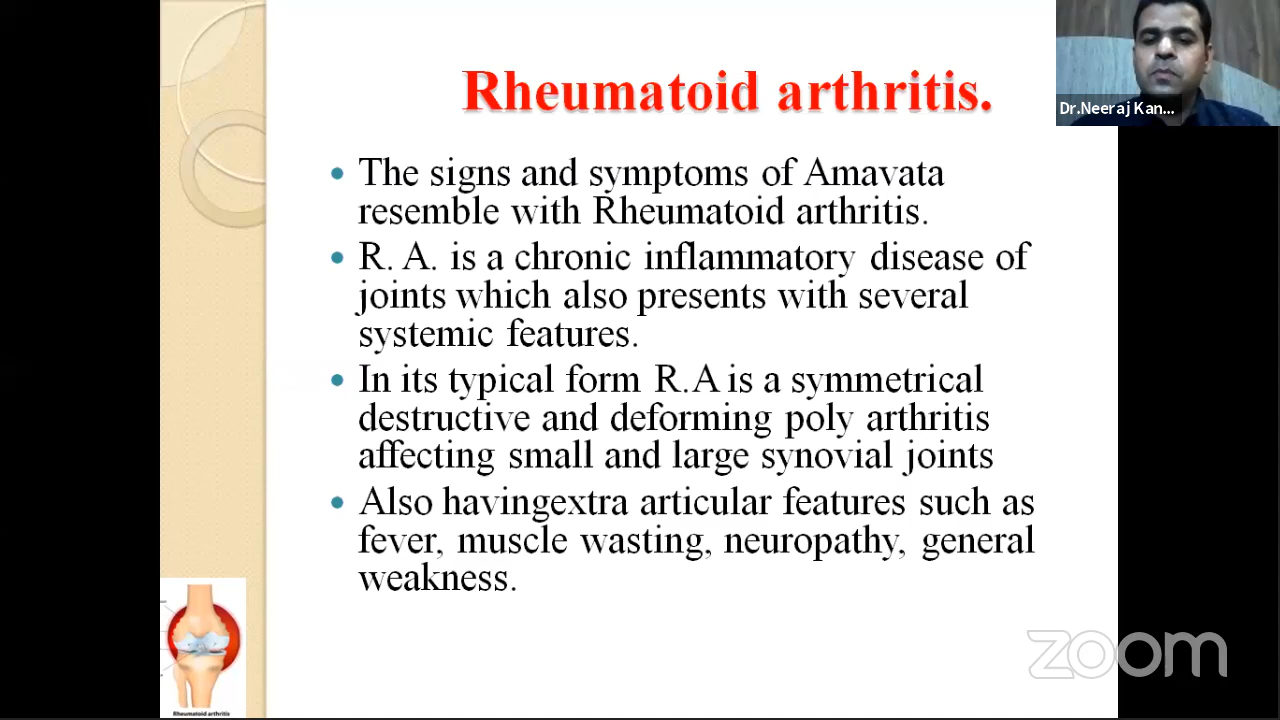 Rheumatoid arthritis.
Dr.Neeraj Kan...
• The signs and symptoms of Amavata
resemble with Rheumatoid arthritis.
• R. A. is a chronic inflammatory disease of
joints which also presents with several
systemic features.
• In its typical form R.A is a symmetrical
destructive and deforming poly arthritis
affecting small and large synovial joints
• Also havingextra articular features such as
fever, muscle wasting, neuropathy, general
weakness.
zoom
Rheumatoid arthritis